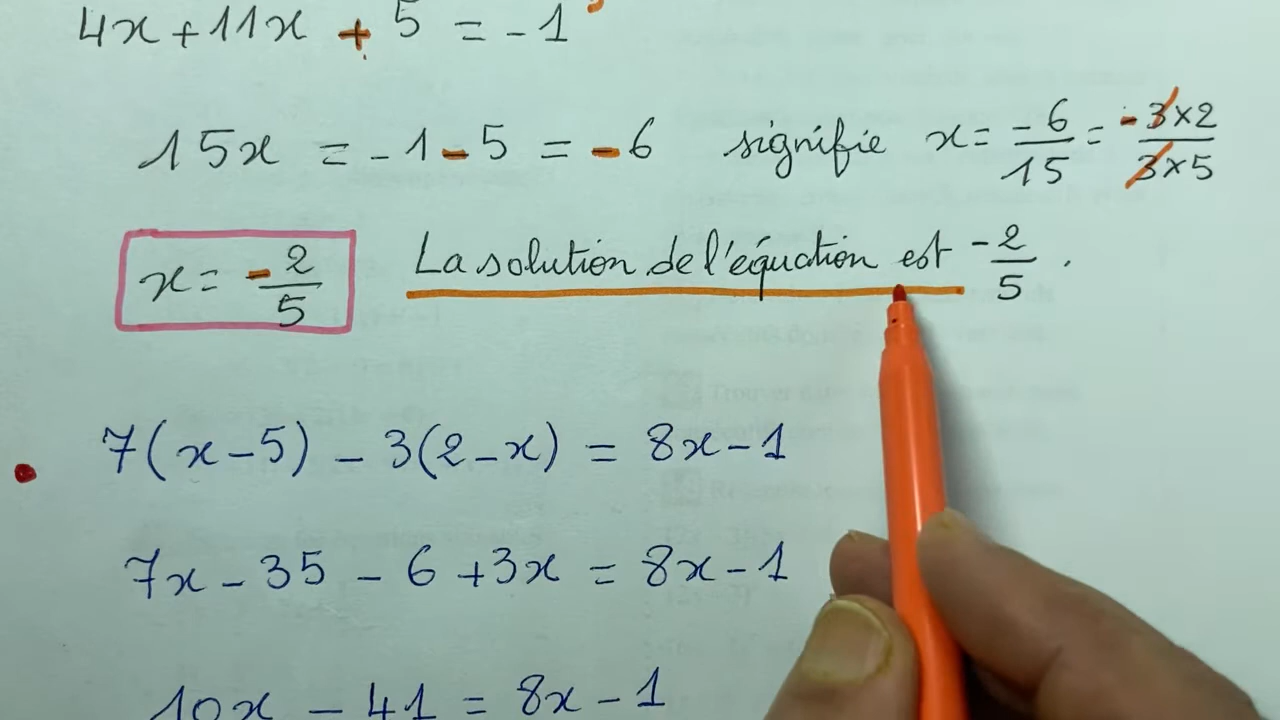 4x + 11x + 5 = -1
15x = -1 - 5 = -6 signifie x = -6/15 = -3×2/3×5
x = -2/5 La solution de l'équation est -2/5 .
7(x-5) - 3(2-x) = 8x-1
7x - 35 - 6 + 3x = 8x - 1
10x - 41 = 8x - 1